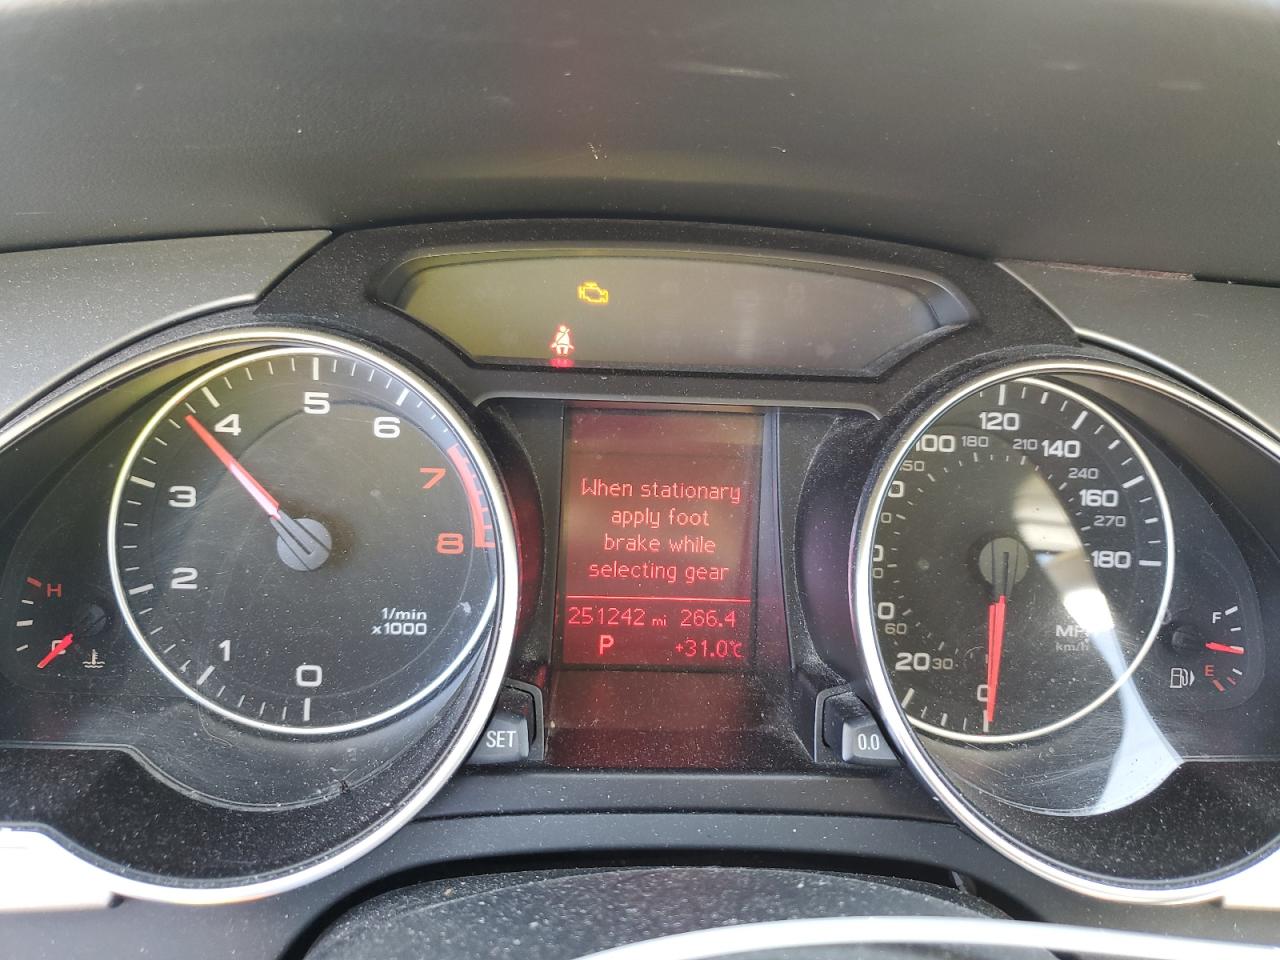 5
4
6
3
7
8
2
1/min
x1000
1
0
H
SET
When stationary
apply foot
brake while
selecting gear
251242 mi 266.4
P +31.0°C
120
100 180 210 140
240
160
270
180
60
20 30
km/h
0.0
F
E